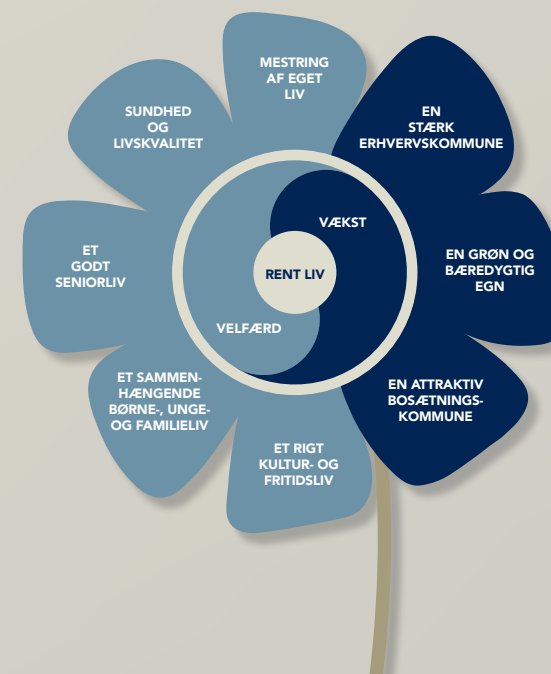 MESTRING
AF EGET
LIV
SUNDHED
OG
LIVSKVALITET
EN
STÆRK
ERHVERVSKOMMUNE
VÆKST
ET
GODT
SENIORLIV
RENT LIV
EN GRØN OG
BÆREDYGTIG
EGN
VELFÆRD
ET SAMMEN-
HÆNGENDE
BØRNE-, UNGE-
OG FAMILIELIV
EN ATTRAKTIV
BOSÆTNINGS-
KOMMUNE
ET RIGT
KULTUR- OG
FRITIDSLIV